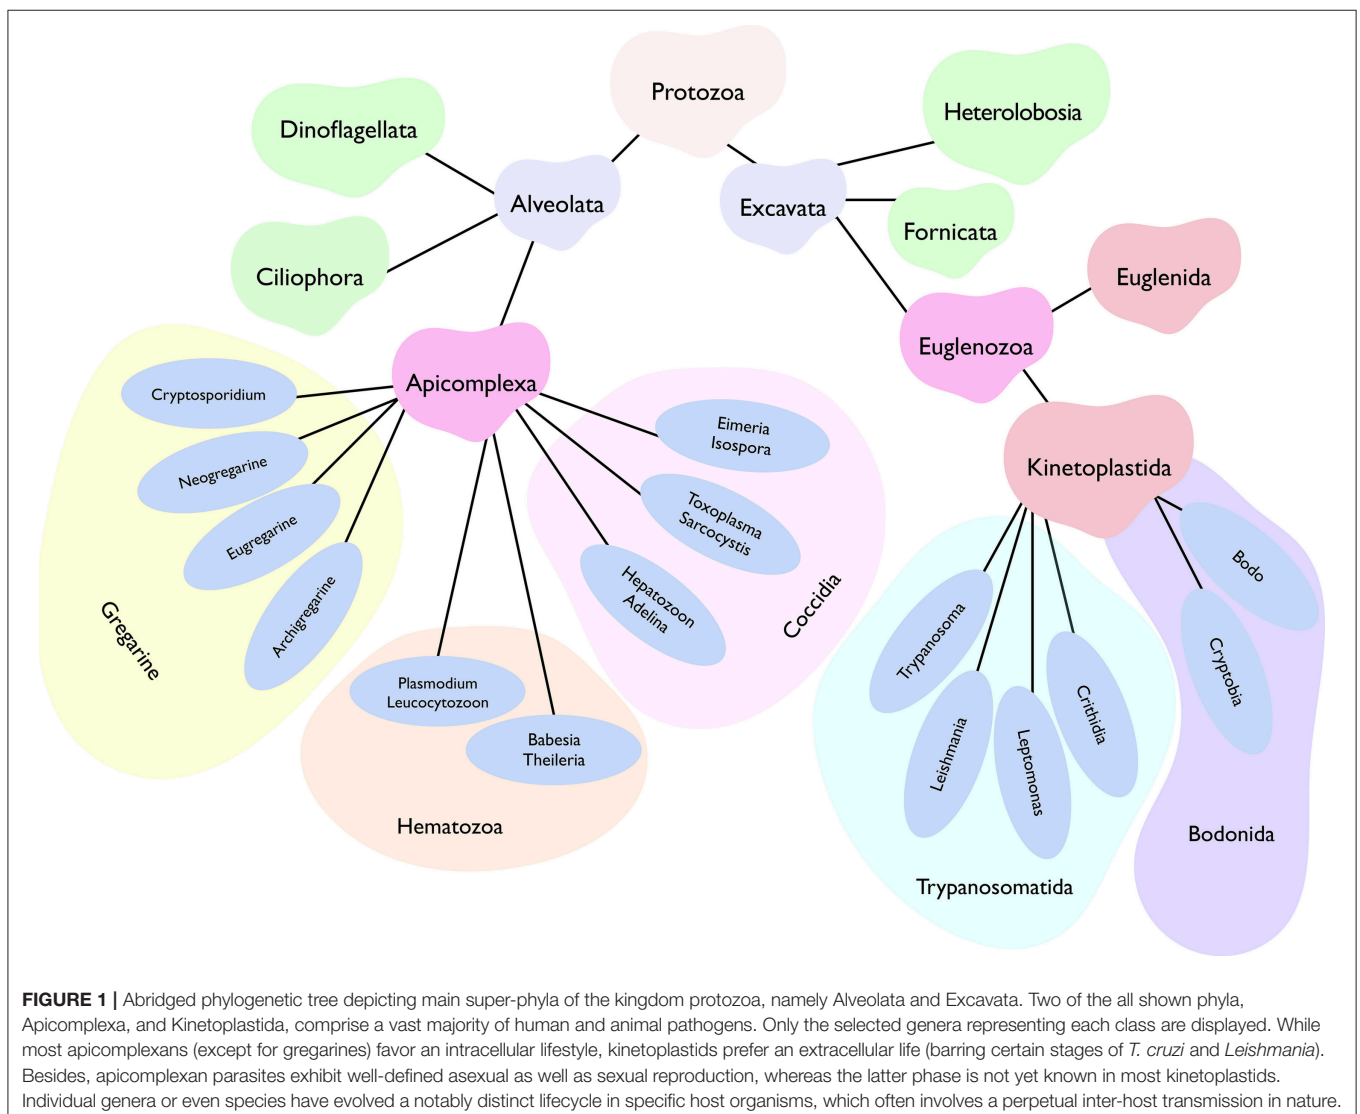 Protozoa
Dinoflagellata
Heterolobosia
Alveolata
Excavata
Fornicata
Ciliophora
Euglenida
Euglenozoa
Apicomplexa
Cryptosporidium
Neogregarine
Eugregarine
Archigregarine
Gregarine
Eimeria
Isospora
Toxoplasma
Sarcocystis
Hepatozoon
Adelina
Coccidia
Plasmodium
Leucocytozoon
Babesia
Theileria
Hematozoa
Kinetoplastida
Trypanosoma
Leishmania
Leptomonas
Crithidia
Trypanosomatida
Bodo
Cryptobia
Bodonida
FIGURE 1 | Abridged phylogenetic tree depicting main super-phyla of the kingdom protozoa, namely Alveolata and Excavata. Two of the all shown phyla,
Apicomplexa, and Kinetoplastida, comprise a vast majority of human and animal pathogens. Only the selected genera representing each class are displayed. While
most apicomplexans (except for gregarines) favor an intracellular lifestyle, kinetoplastids prefer an extracellular life (barring certain stages of T. cruzi and Leishmania).
Besides, apicomplexan parasites exhibit well-defined asexual as well as sexual reproduction, whereas the latter phase is not yet known in most kinetoplastids.
Individual genera or even species have evolved a notably distinct lifecycle in specific host organisms, which often involves a perpetual inter-host transmission in nature.